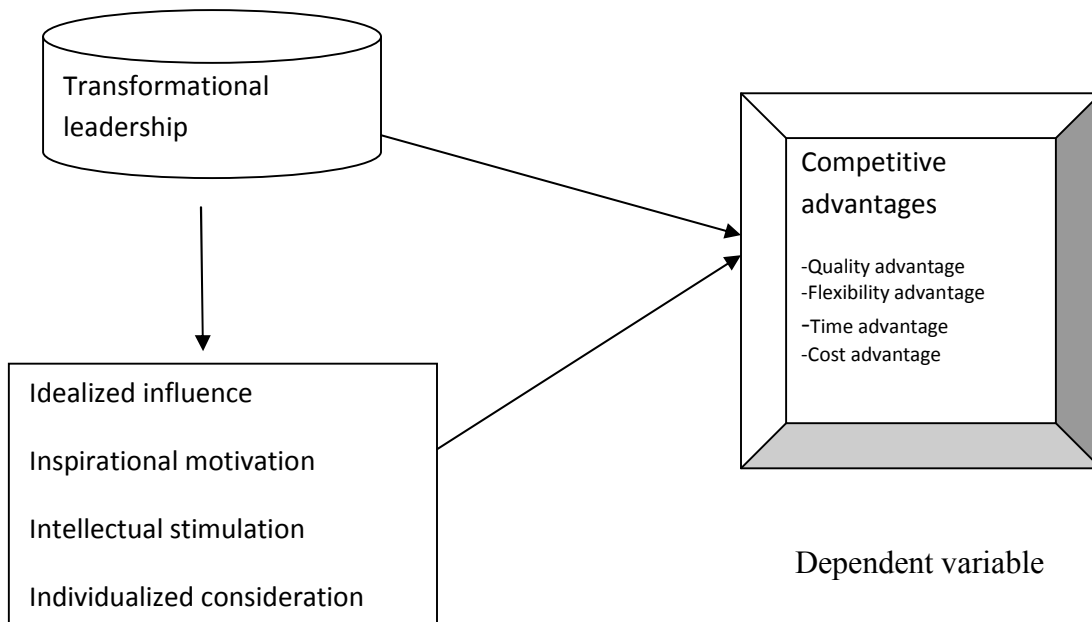 Transformational
leadership
Idealized influence
Inspirational motivation
Intellectual stimulation
Individualized consideration
Competitive
advantages
-Quality advantage
-Flexibility advantage
-Time advantage
-Cost advantage
Dependent variable